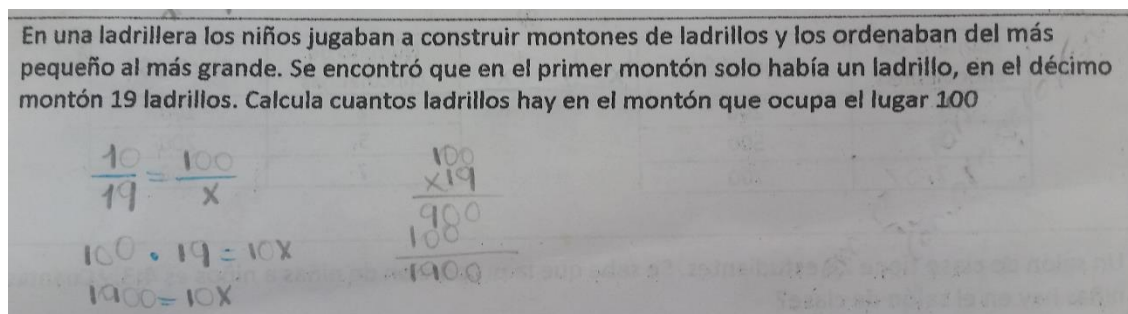 En una ladrillera los niños jugaban a construir montones de ladrillos y los ordenaban del más
pequeño al más grande. Se encontró que en el primer montón solo había un ladrillo, en el décimo
montón 19 ladrillos. Calcula cuantos ladrillos hay en el montón que ocupa el lugar 100
10/19 = 100/x
100 · 19 = 10x
1900 = 10x
100
x19
900
100
1900